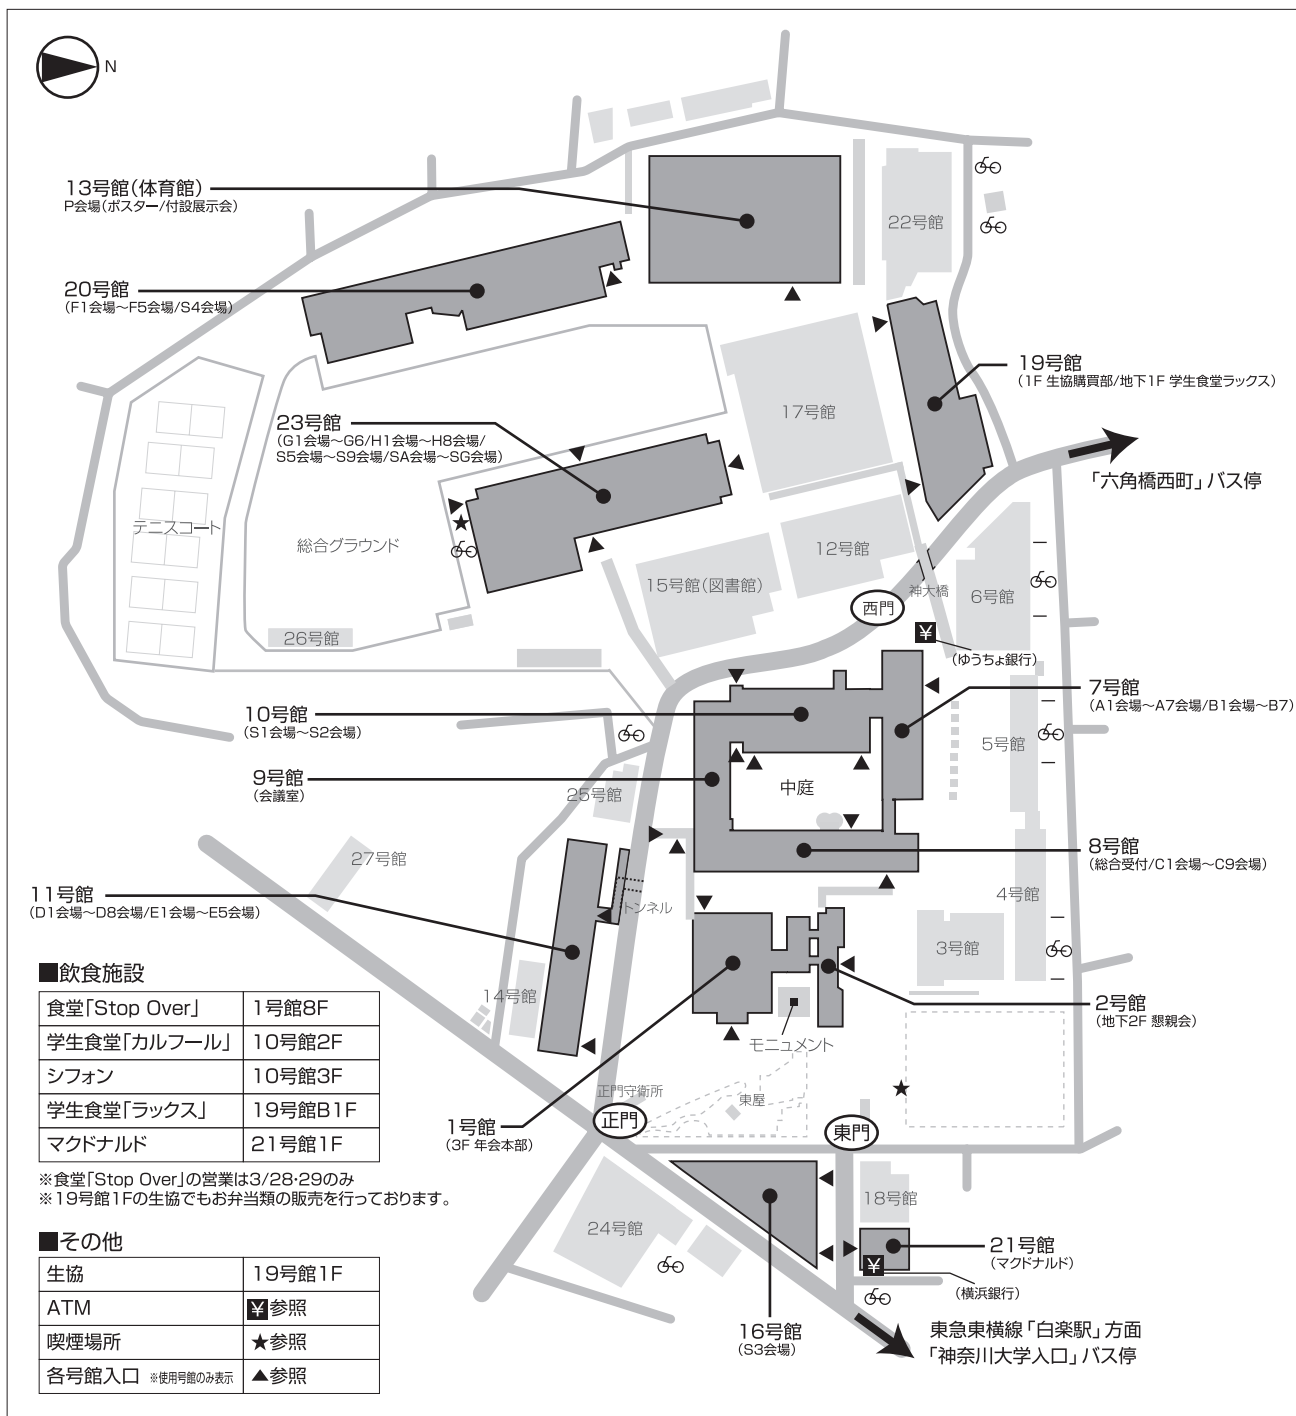 N
13号館(体育館)
P会場(ポスター/付設展示会)
22号館
20号館
(F1会場〜F5会場/S4会場)
19号館
(1F 生協購買部/地下1F 学生食堂ラックス)
17号館
23号館
(G1会場〜G6/H1会場〜H8会場/
S5会場〜S9会場/SA会場〜SG会場)
「六角橋西町」バス停
テニスコート
総合グラウンド
12号館
15号館(図書館)
神大橋
6号館
西門
26号館
¥
(ゆうちょ銀行)
7号館
(A1会場〜A7会場/B1会場〜B7)
10号館
(S1会場〜S2会場)
5号館
9号館
(会議室)
中庭
25号館
8号館
(総合受付/C1会場〜C9会場)
27号館
11号館
(D1会場〜D8会場/E1会場〜E5会場)
4号館
トンネル
3号館
14号館
2号館
(地下2F 懇親会)
モニュメント
正門守衛所
東屋
正門
1号館
(3F 年会本部)
東門
■飲食施設
食堂「Stop Over」 1号館8F
学生食堂「カルフール」 10号館2F
シフォン 10号館3F
学生食堂「ラックス」 19号館B1F
マクドナルド 21号館1F
※食堂「Stop Over」の営業は3/28・29のみ
※19号館1Fの生協でもお弁当類の販売を行っております。
18号館
24号館
21号館
(マクドナルド)
¥
(横浜銀行)
16号館
(S3会場)
東急東横線「白楽駅」方面
「神奈川大学入口」バス停
■その他
生協 19号館1F
ATM ¥参照
喫煙場所 ★参照
各号館入口 ※使用号館のみ表示 ▲参照